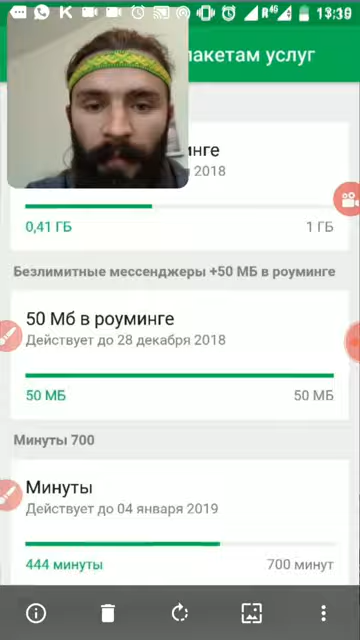 13:39
пакетам услуг
инге
2018
0,41 ГБ 1 ГБ
Безлимитные мессенджеры +50 МБ в роуминге
50 Мб в роуминге
Действует до 28 декабря 2018
50 МБ 50 МБ
Минуты 700
Минуты
Действует до 04 января 2019
444 минуты 700 минут